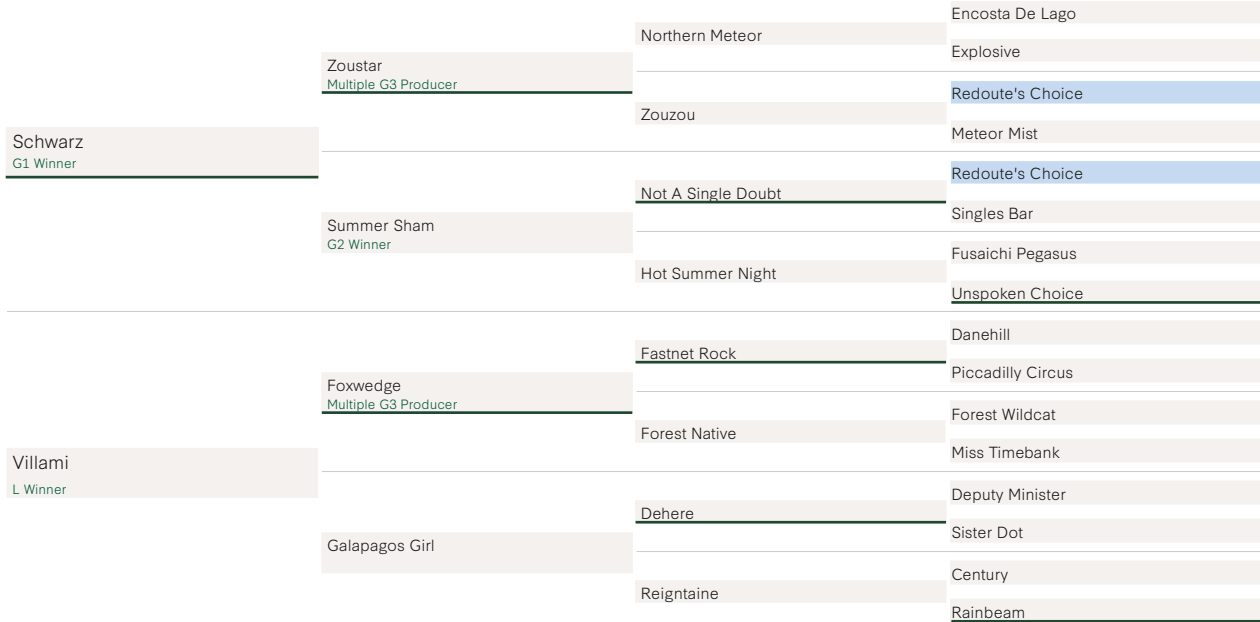 Schwarz
G1 Winner
Villami
L Winner
Zoustar
Multiple G3 Producer
Summer Sham
G2 Winner
Foxwedge
Multiple G3 Producer
Galapagos Girl
Northern Meteor
Zouzou
Not A Single Doubt
Hot Summer Night
Fastnet Rock
Forest Native
Dehere
Reigntaine
Encosta De Lago
Explosive
Redoute's Choice
Meteor Mist
Redoute's Choice
Singles Bar
Fusaichi Pegasus
Unspoken Choice
Danehill
Piccadilly Circus
Forest Wildcat
Miss Timebank
Deputy Minister
Sister Dot
Century
Rainbeam